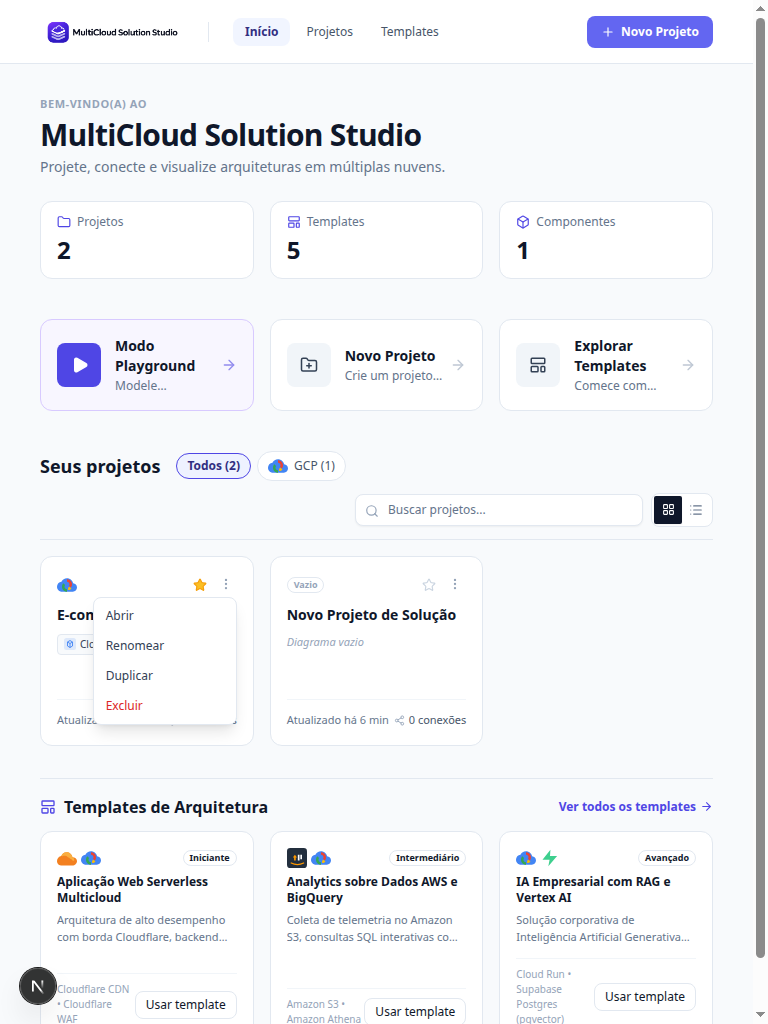 MultiCloud Solution Studio
Início
Projetos
Templates
Novo Projeto
BEM-VINDO(A) AO
MultiCloud Solution Studio
Projete, conecte e visualize arquiteturas em múltiplas nuvens.
Projetos
2
Templates
5
Componentes
1
Modo
Playground
Modele...
Novo Projeto
Crie um projeto...
Explorar
Templates
Comece com...
Seus projetos
Todos (2)
GCP (1)
Buscar projetos...
E-con
Clo
Abrir
Renomear
Duplicar
Excluir
Atualiza
Vazio
Novo Projeto de Solução
Diagrama vazio
Atualizado há 6 min
0 conexões
Templates de Arquitetura
Ver todos os templates
Iniciante
Aplicação Web Serverless
Multicloud
Arquitetura de alto desempenho
com borda Cloudflare, backend...
Cloudflare CDN
• Cloudflare
WAF
Usar template
Intermediário
Analytics sobre Dados AWS e
BigQuery
Coleta de telemetria no Amazon
S3, consultas SQL interativas co...
Amazon S3 •
Amazon Athena
Usar template
Avançado
IA Empresarial com RAG e
Vertex AI
Solução corporativa de
Inteligência Artificial Generativa...
Cloud Run •
Supabase
Postgres
(pgvector)
Usar template
N